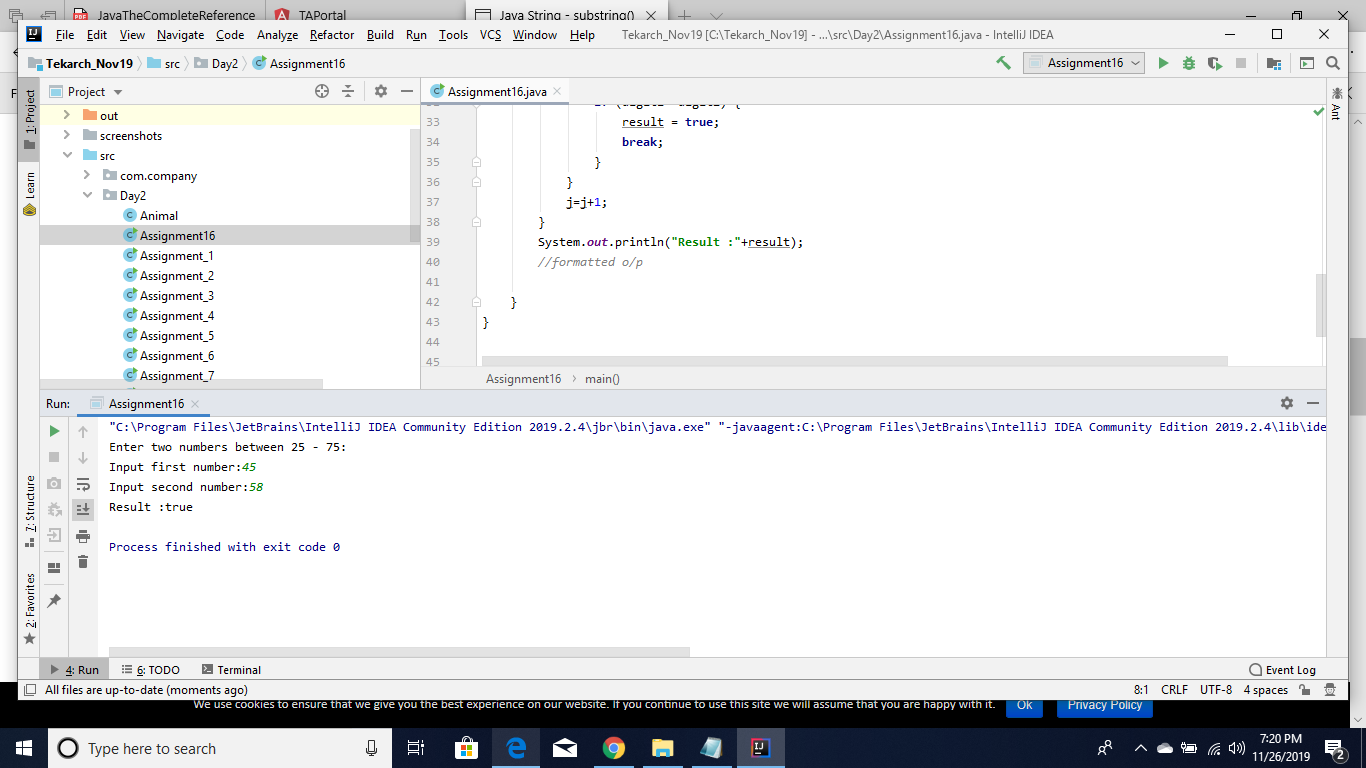 JavaTheCompleteReference
TAPortal
Java String - substring()
File Edit View Navigate Code Analyze Refactor Build Run Tools VCS Window Help Tekarch_Nov19 [C:\Tekarch_Nov19] - ...\src\Day2\Assignment16.java - IntelliJ IDEA
Tekarch_Nov19 src Day2 Assignment16 Assignment16
Project
Assignment16.java
1: Project
Learn
7: Structure
2: Favorites
Ant
out
screenshots
src
com.company
Day2
Animal
Assignment16
Assignment_1
Assignment_2
Assignment_3
Assignment_4
Assignment_5
Assignment_6
Assignment_7
33 result = true;
34 break;
35 }
36 }
37 j=j+1;
38 }
39 System.out.println("Result :"+result);
40 //formatted o/p
41
42 }
43 }
44
45
Assignment16 main()
Run: Assignment16
"C:\Program Files\JetBrains\IntelliJ IDEA Community Edition 2019.2.4\jbr\bin\java.exe" "-javaagent:C:\Program Files\JetBrains\IntelliJ IDEA Community Edition 2019.2.4\lib\ide
Enter two numbers between 25 - 75:
Input first number:45
Input second number:58
Result :true
Process finished with exit code 0
4: Run 6: TODO Terminal Event Log
All files are up-to-date (moments ago) 8:1 CRLF UTF-8 4 spaces
We use cookies to ensure that we give you the best experience on our website. If you continue to use this site we will assume that you are happy with it. Ok Privacy Policy
Type here to search
7:20 PM
11/26/2019
2